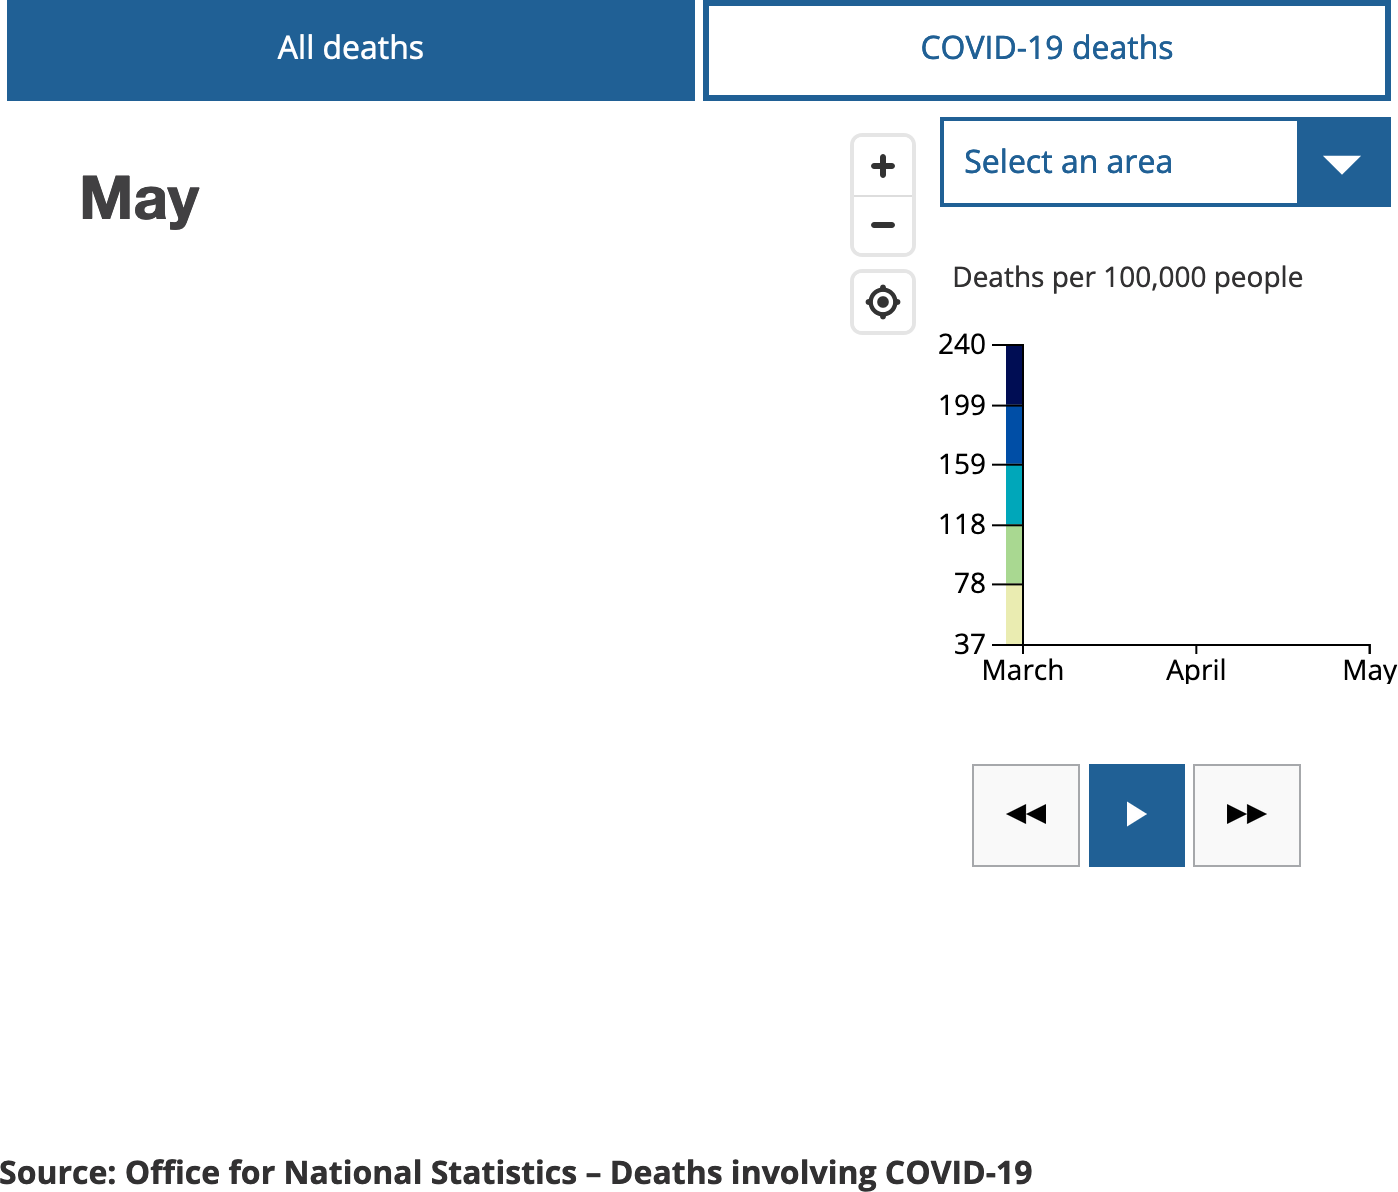 All deaths
COVID-19 deaths
May
Select an area
Deaths per 100,000 people
240
199
159
118
78
37
March
April
May
Source: Office for National Statistics – Deaths involving COVID-19